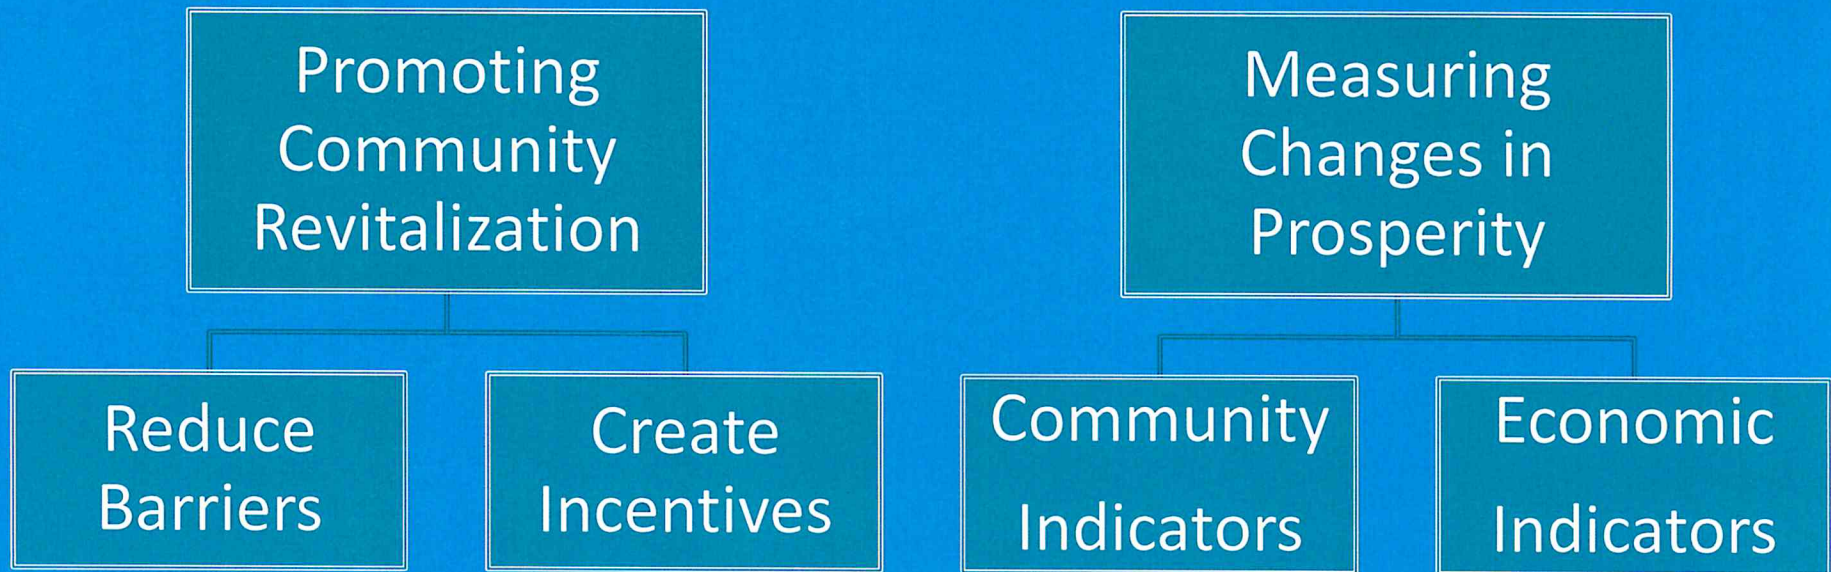 Promoting
Community
Revitalization
Measuring
Changes in
Prosperity
Reduce
Barriers
Create
Incentives
Community
Indicators
Economic
Indicators